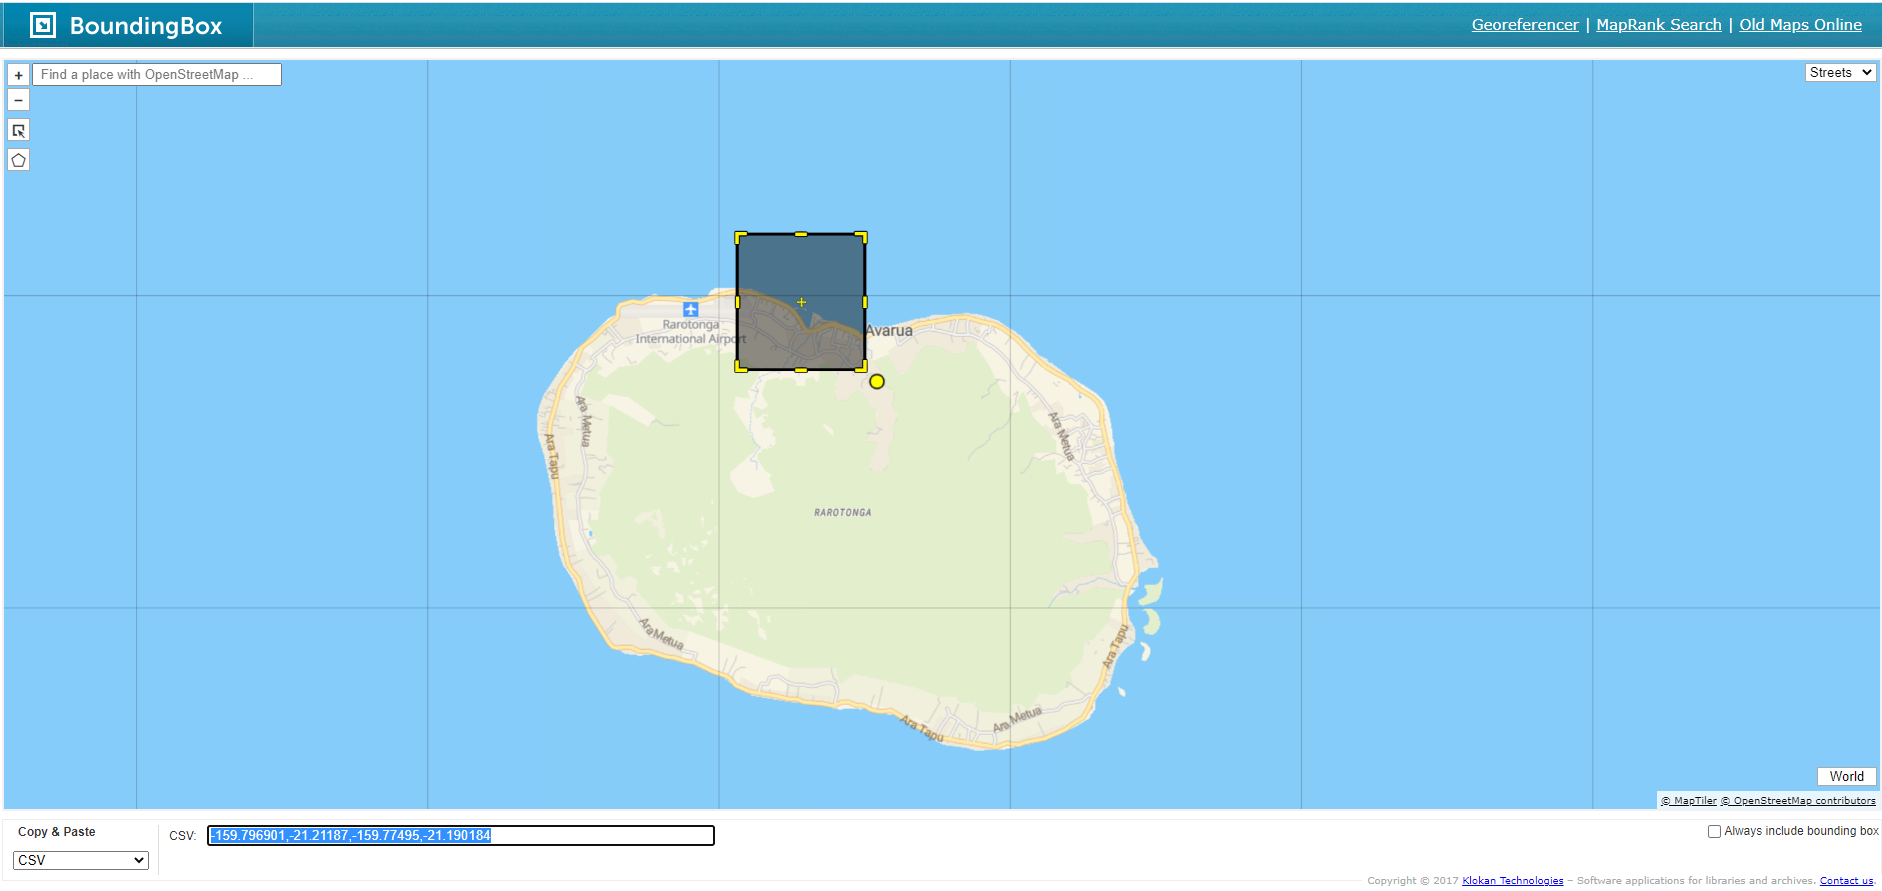 BoundingBox
Georeferencer | MapRank Search | Old Maps Online
+
Find a place with OpenStreetMap ...
Streets
−
Rarotonga
International Airport
Avarua
Ara Metua
Ara Tapu
Ara Metua
RAROTONGA
Ara Metua
Ara Tapu
Ara Metua
Ara Tapu
World
© MapTiler © OpenStreetMap contributors
Copy & Paste
CSV: -159.796901,-21.21187,-159.77495,-21.190184
Always include bounding box
CSV
Copyright © 2017 Klokan Technologies – Software applications for libraries and archives. Contact us.